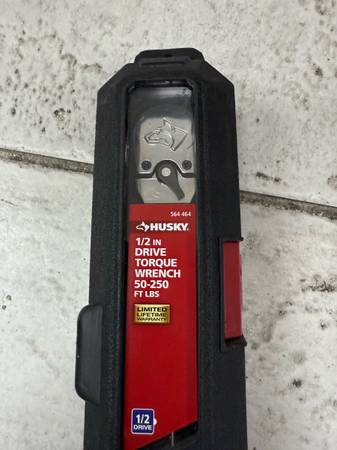 564 464
HUSKY
1/2 IN
DRIVE
TORQUE
WRENCH
50-250
FT LBS
LIMITED
LIFETIME
WARRANTY
1/2
DRIVE